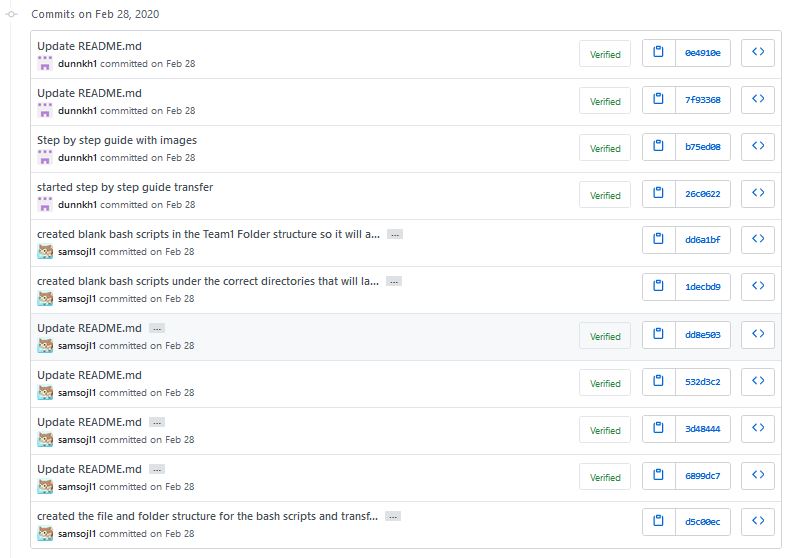 Commits on Feb 28, 2020
Update README.md
dunnkh1 committed on Feb 28
Verified
0e4910e
Update README.md
dunnkh1 committed on Feb 28
Verified
7f93368
Step by step guide with images
dunnkh1 committed on Feb 28
Verified
b75ed08
started step by step guide transfer
dunnkh1 committed on Feb 28
Verified
26c0622
created blank bash scripts in the Team1 Folder structure so it will a... ...
samsojl1 committed on Feb 28
dd6a1bf
created blank bash scripts under the correct directories that will la... ...
samsojl1 committed on Feb 28
1decbd9
Update README.md ...
samsojl1 committed on Feb 28
Verified
dd8e503
Update README.md
samsojl1 committed on Feb 28
Verified
532d3c2
Update README.md ...
samsojl1 committed on Feb 28
Verified
3d48444
Update README.md ...
samsojl1 committed on Feb 28
Verified
6899dc7
created the file and folder structure for the bash scripts and transf... ...
samsojl1 committed on Feb 28
d5c00ec